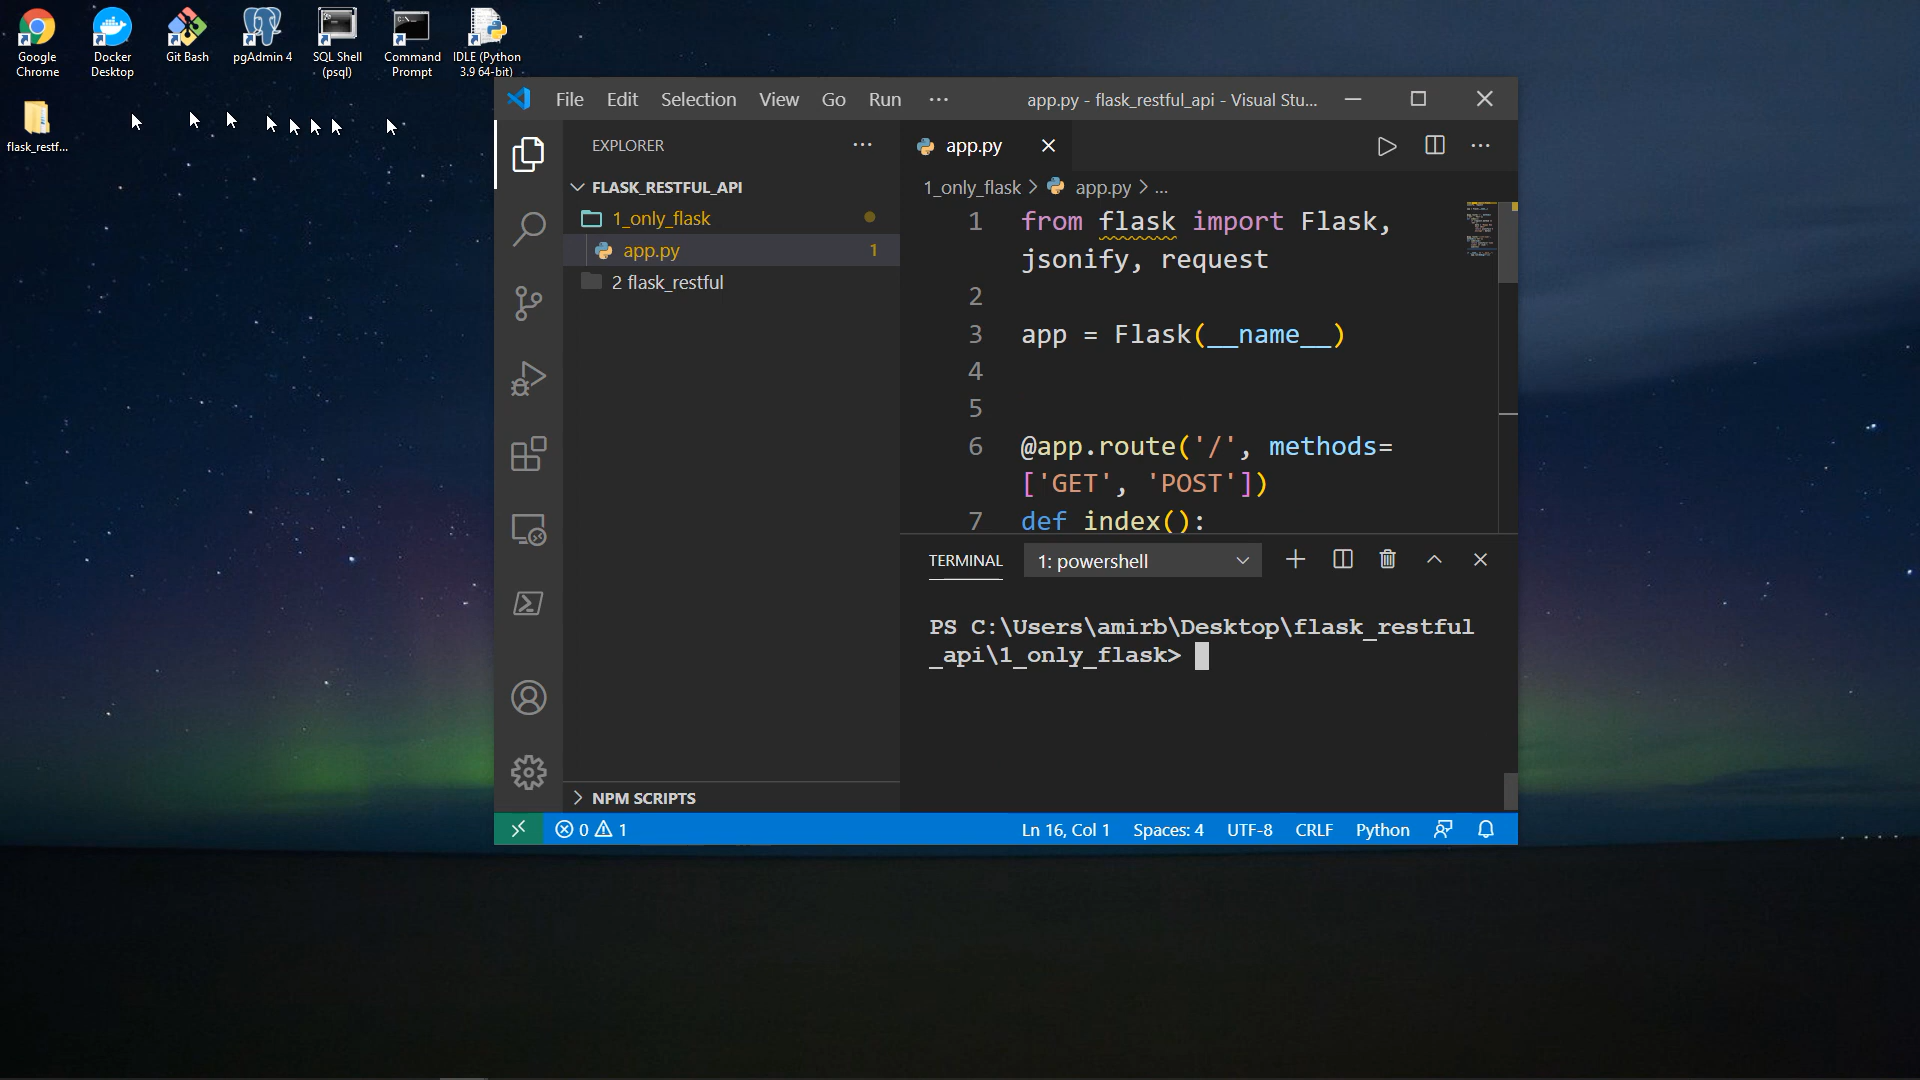 Google Chrome
Docker Desktop
Git Bash
pgAdmin 4
SQL Shell (psql)
Command Prompt
IDLE (Python 3.9 64-bit)
flask_restf...
File Edit Selection View Go Run ···
app.py - flask_restful_api - Visual Stu...
EXPLORER
FLASK_RESTFUL_API
1_only_flask
app.py 1
2 flask_restful
NPM SCRIPTS
app.py
1_only_flask > app.py > ...
1 from flask import Flask,
jsonify, request
2
3 app = Flask(__name__)
4
5
6 @app.route('/', methods=
['GET', 'POST'])
7 def index():
TERMINAL 1: powershell
PS C:\Users\amirb\Desktop\flask_restful
_api\1_only_flask>
0 1 Ln 16, Col 1 Spaces: 4 UTF-8 CRLF Python